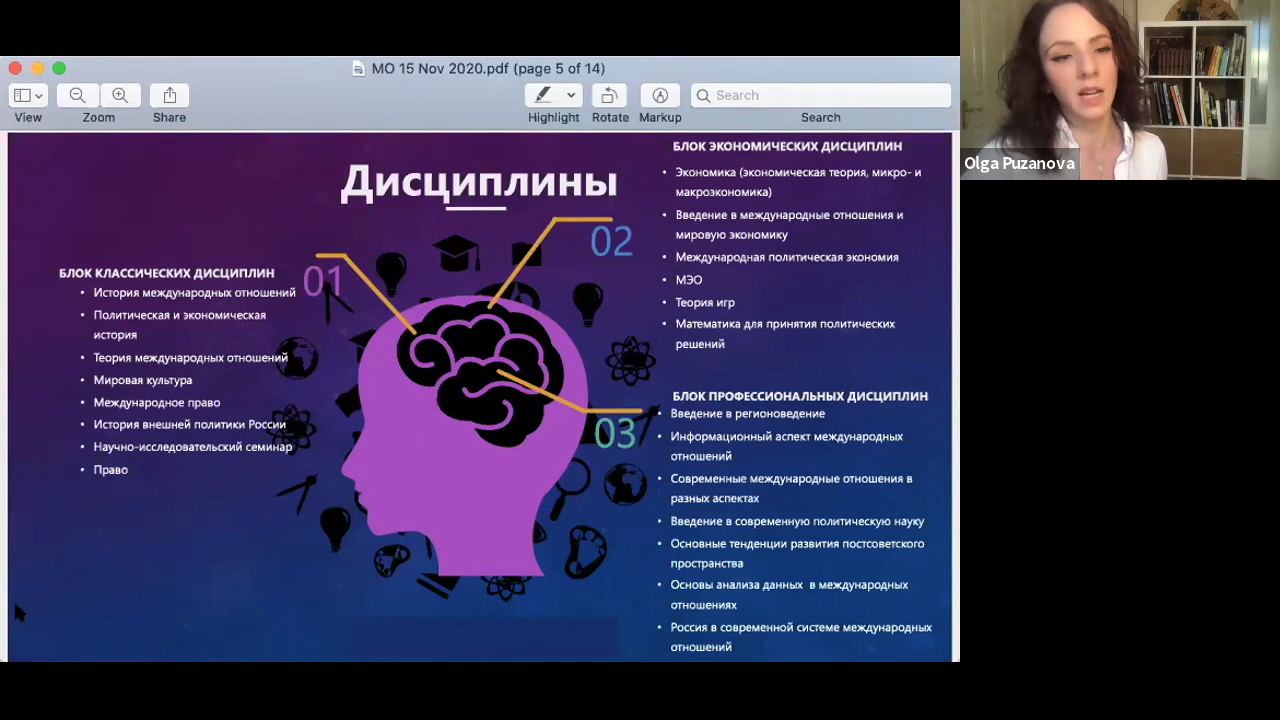 MO 15 Nov 2020.pdf (page 5 of 14)
View
Zoom
Share
Highlight
Rotate
Markup
Search
Search
Olga Puzanova
Дисциплины
01
БЛОК КЛАССИЧЕСКИХ ДИСЦИПЛИН
• История международных отношений
• Политическая и экономическая
история
• Теория международных отношений
• Мировая культура
• Международное право
• История внешней политики России
• Научно-исследовательский семинар
• Право
02
БЛОК ЭКОНОМИЧЕСКИХ ДИСЦИПЛИН
• Экономика (экономическая теория, микро- и
макроэкономика)
• Введение в международные отношения и
мировую экономику
• Международная политическая экономия
• МЭО
• Теория игр
• Математика для принятия политических
решений
03
БЛОК ПРОФЕССИОНАЛЬНЫХ ДИСЦИПЛИН
• Введение в регионоведение
• Информационный аспект международных
отношений
• Современные международные отношения в
разных аспектах
• Введение в современную политическую науку
• Основные тенденции развития постсоветского
пространства
• Основы анализа данных в международных
отношениях
• Россия в современной системе международных
отношений